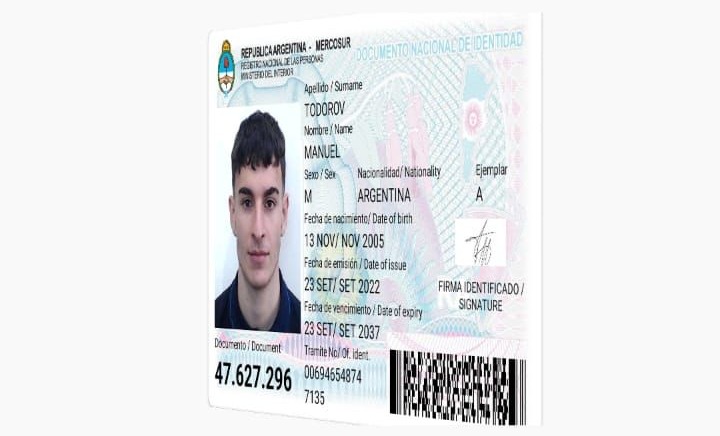 REPUBLICA ARGENTINA - MERCOSUR
REGISTRO NACIONAL DE LAS PERSONAS
MINISTERIO DEL INTERIOR
DOCUMENTO NACIONAL DE IDENTIDAD
Apellido / Surname
TODOROV
Nombre / Name
MANUEL
Sexo / Sex Nacionalidad/ Nationality Ejemplar
M ARGENTINA A
Fecha de nacimiento/ Date of birth
13 NOV/ NOV 2005
Fecha de emisión / Date of issue
23 SET/ SET 2022
FIRMA IDENTIFICADO /
SIGNATURE
Fecha de vencimiento / Date of expiry
23 SET/ SET 2037
Documento / Document
47.627.296
Tramite No/ Of. ident.
00694654874
7135